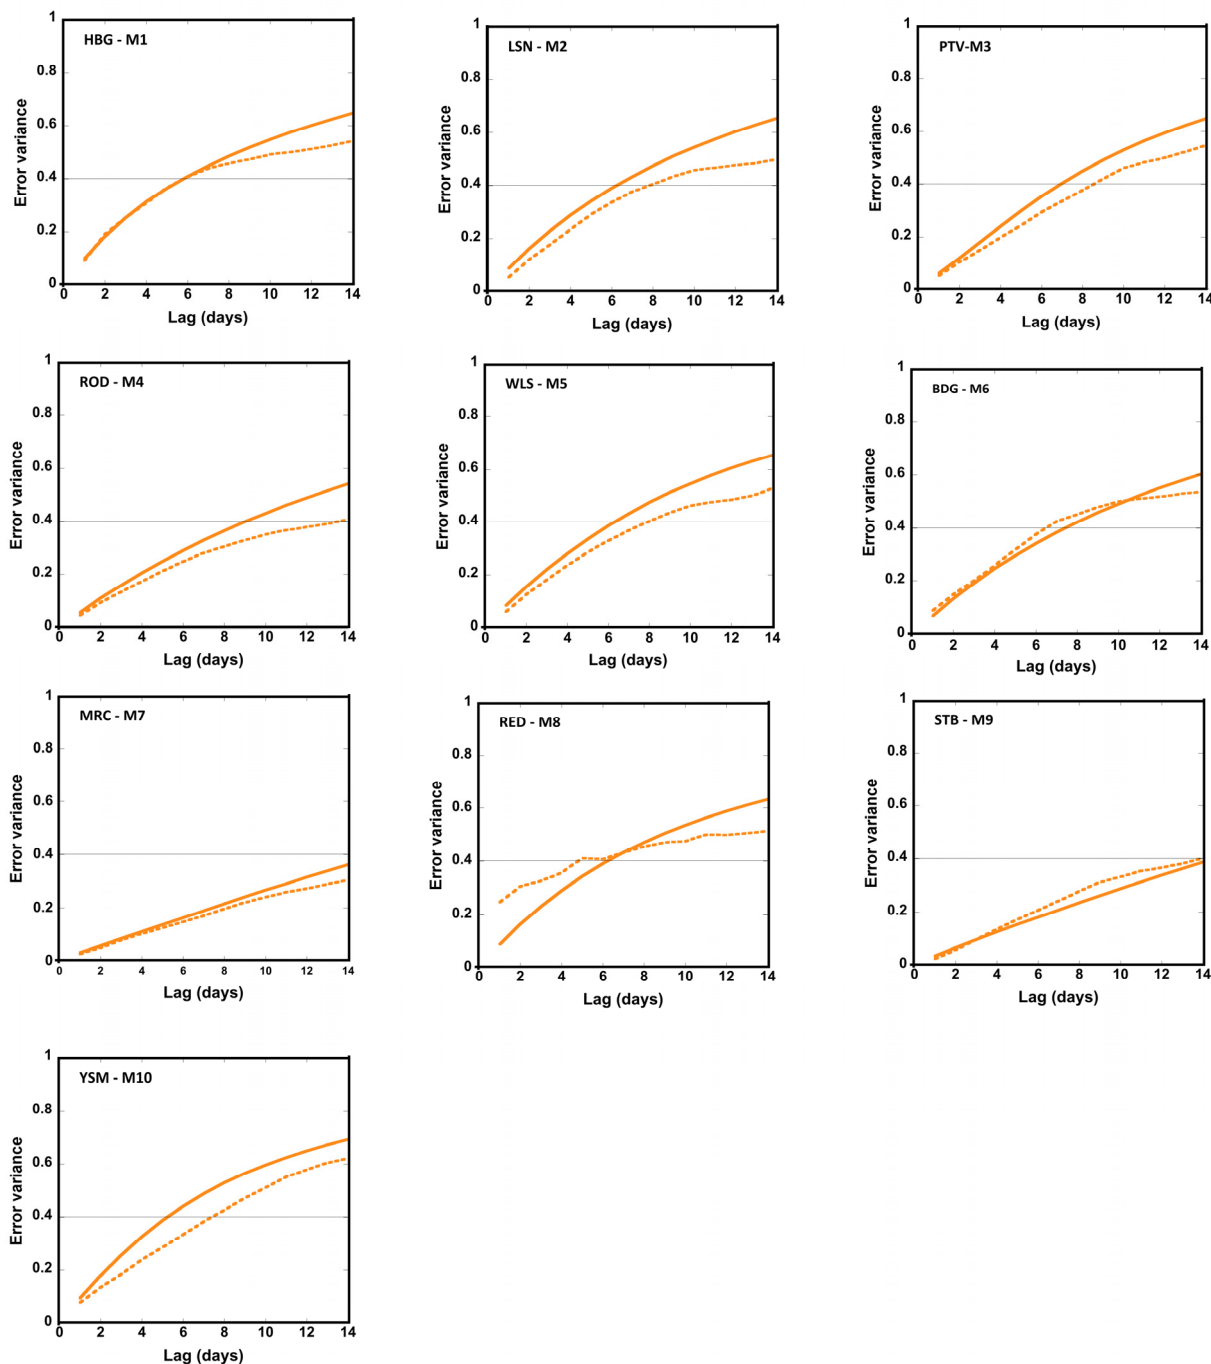 HBG - M1
Error variance
1
0.8
0.6
0.4
0.2
0
0 2 4 6 8 10 12 14
Lag (days)
LSN - M2
Error variance
1
0.8
0.6
0.4
0.2
0
0 2 4 6 8 10 12 14
Lag (days)
PTV-M3
Error variance
1
0.8
0.6
0.4
0.2
0
0 2 4 6 8 10 12 14
Lag (days)
ROD - M4
Error variance
1
0.8
0.6
0.4
0.2
0
0 2 4 6 8 10 12 14
Lag (days)
WLS - M5
Error variance
1
0.8
0.6
0.4
0.2
0
0 2 4 6 8 10 12 14
Lag (days)
BDG - M6
Error variance
1
0.8
0.6
0.4
0.2
0
0 2 4 6 8 10 12 14
Lag (days)
MRC - M7
Error variance
1
0.8
0.6
0.4
0.2
0
0 2 4 6 8 10 12 14
Lag (days)
RED - M8
Error variance
1
0.8
0.6
0.4
0.2
0
0 2 4 6 8 10 12 14
Lag (days)
STB - M9
Error variance
1
0.8
0.6
0.4
0.2
0
0 2 4 6 8 10 12 14
Lag (days)
YSM - M10
Error variance
1
0.8
0.6
0.4
0.2
0
0 2 4 6 8 10 12 14
Lag (days)